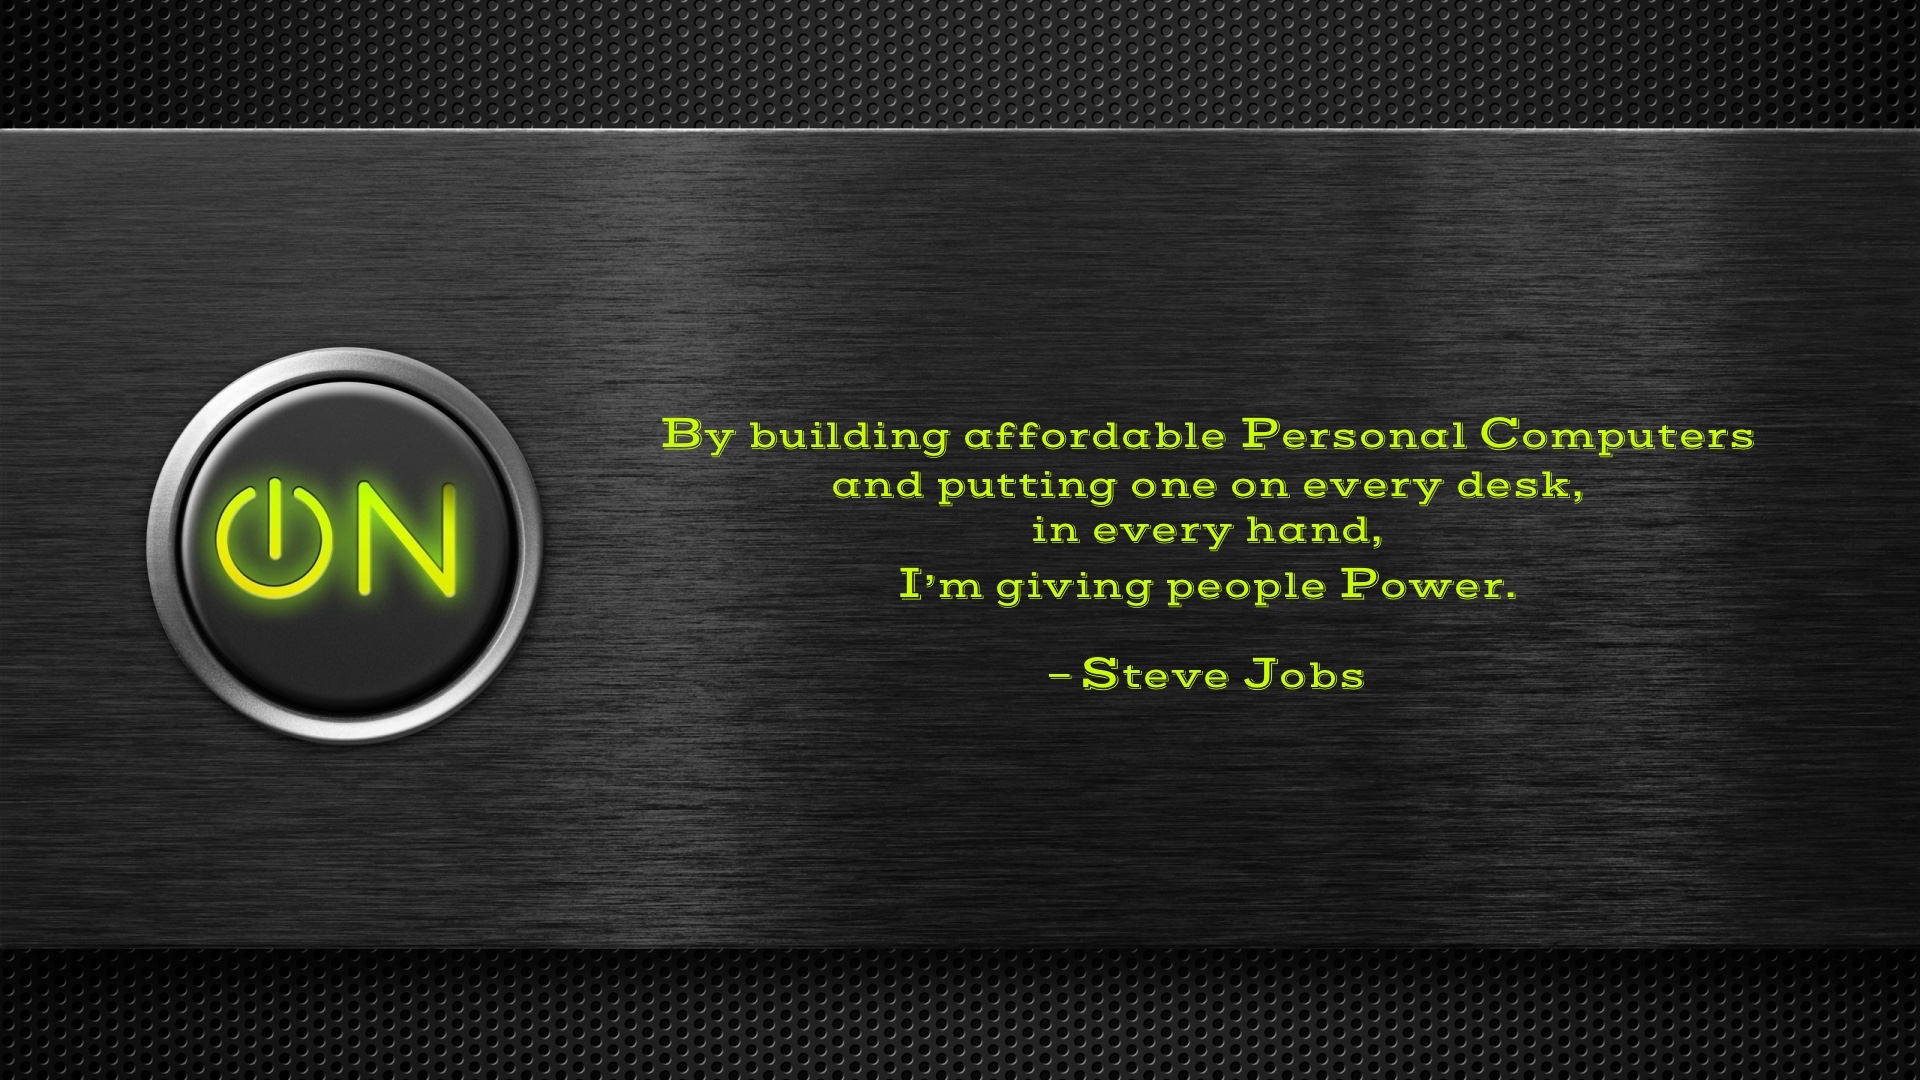 ON
By building affordable Personal Computers
and putting one on every desk,
in every hand,
I'm giving people Power.
– Steve Jobs